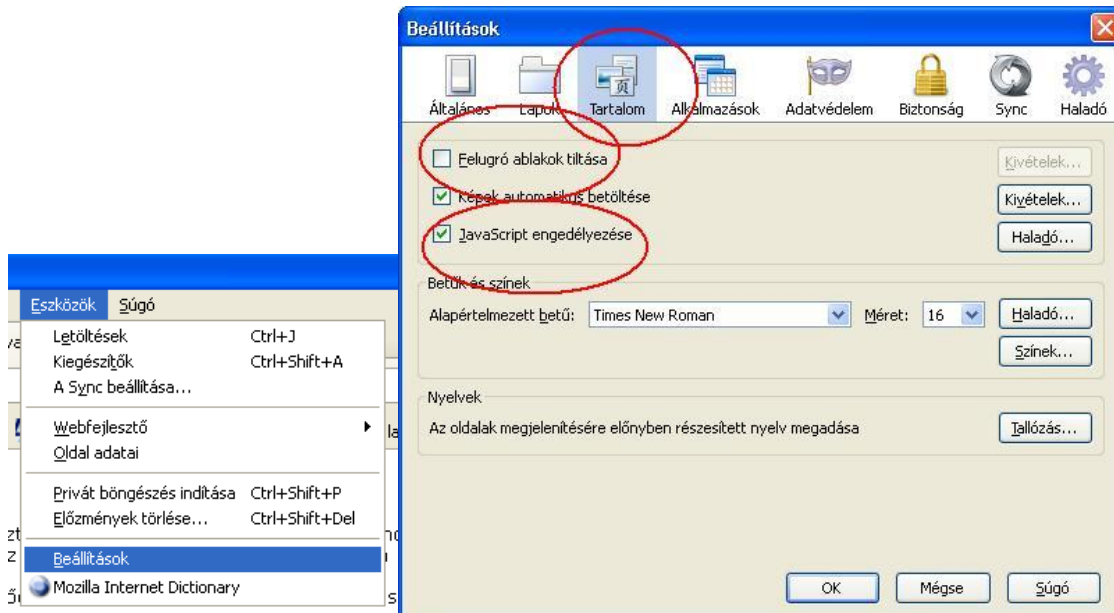 Beállítások
Általános Lapok Tartalom Alkalmazások Adatvédelem Biztonság Sync Haladó
Felugró ablakok tiltása Kivételek...
Képek automatikus betöltése Kivételek...
JavaScript engedélyezése Haladó...
Betűk és színek
Alapértelmezett betű: Times New Roman Méret: 16 Haladó...
Színek...
Nyelvek
Az oldalak megjelenítésére előnyben részesített nyelv megadása Tallózás...
OK Mégse Súgó
Eszközök Súgó
Letöltések Ctrl+J
Kiegészítők Ctrl+Shift+A
A Sync beállítása...
Webfejlesztő
Oldal adatai
Privát böngészés indítása Ctrl+Shift+P
Előzmények törlése... Ctrl+Shift+Del
Beállítások
Mozilla Internet Dictionary